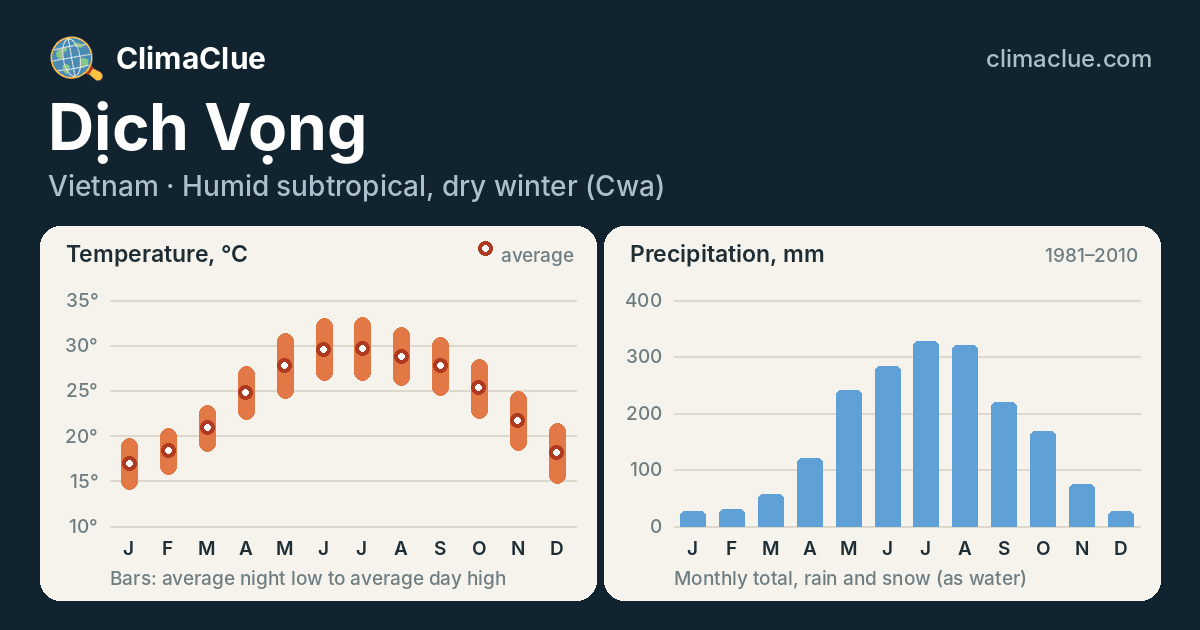 ClimaClue
climaclue.com
Dịch Vọng
Vietnam · Humid subtropical, dry winter (Cwa)
Temperature, °C
average
35°
30°
25°
20°
15°
10°
J F M A M J J A S O N D
Bars: average night low to average day high
Precipitation, mm
1981–2010
400
300
200
100
0
J F M A M J J A S O N D
Monthly total, rain and snow (as water)